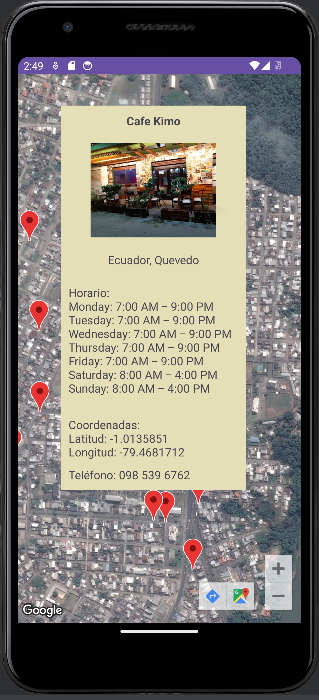 2:49
Cafe Kimo
Ecuador, Quevedo
Horario:
Monday: 7:00 AM – 9:00 PM
Tuesday: 7:00 AM – 9:00 PM
Wednesday: 7:00 AM – 9:00 PM
Thursday: 7:00 AM – 9:00 PM
Friday: 7:00 AM – 9:00 PM
Saturday: 8:00 AM – 4:00 PM
Sunday: 8:00 AM – 4:00 PM
Coordenadas:
Latitud: -1.0135851
Longitud: -79.4681712
Teléfono: 098 539 6762
+
−
Google